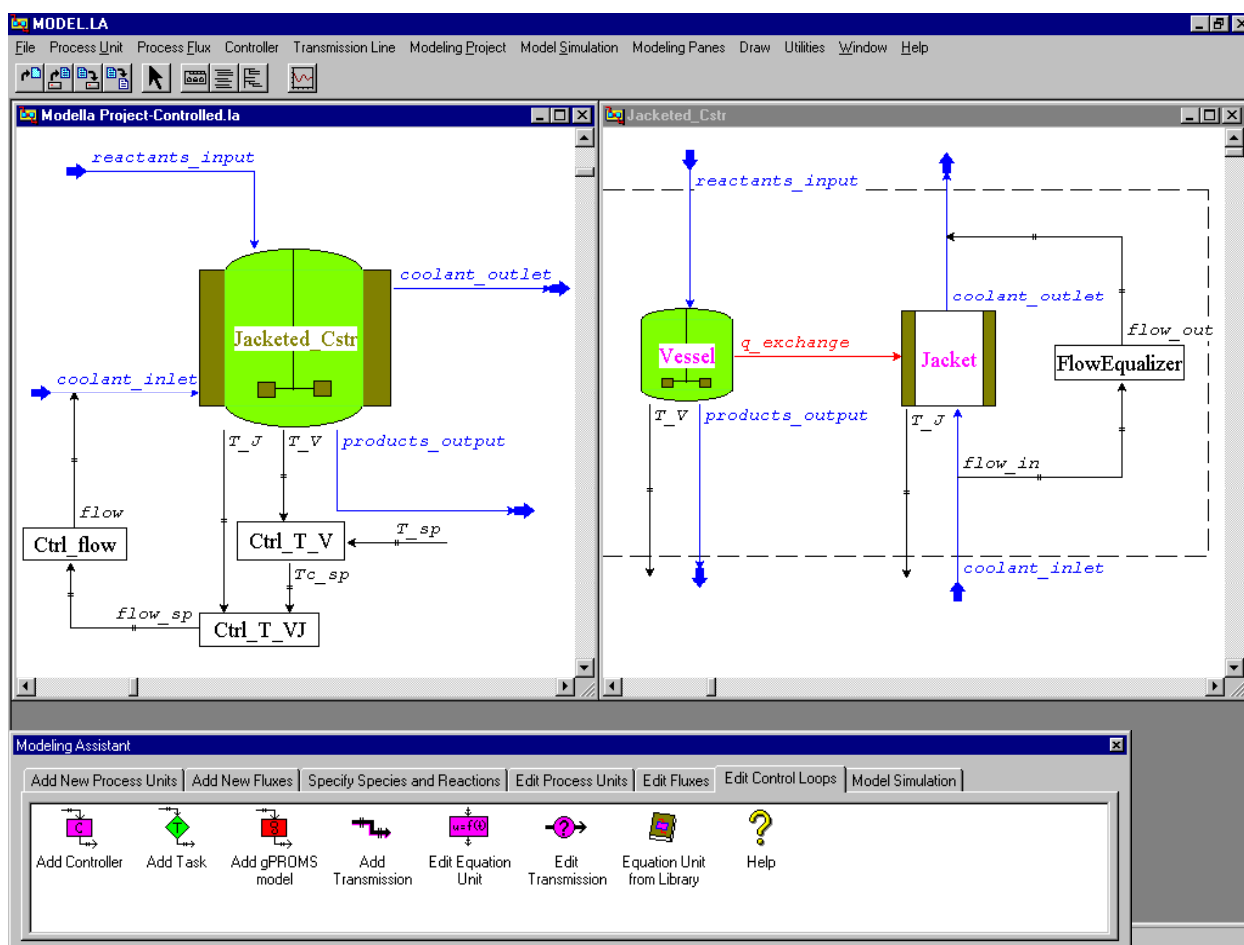 MODEL.LA
File Process Unit Process Flux Controller Transmission Line Modeling Project Model Simulation Modeling Panes Draw Utilities Window Help
Modella Project-Controlled.la
reactants_input
coolant_outlet
Jacketed_Cstr
coolant_inlet
T_J T_V products_output
flow
Ctrl_flow
Ctrl_T_V
T_sp
Tc_sp
flow_sp
Ctrl_T_VJ
Jacketed_Cstr
reactants_input
coolant_outlet
flow_out
Vessel
q_exchange
Jacket
FlowEqualizer
T_V products_output
T_J
flow_in
coolant_inlet
Modeling Assistant
Add New Process Units Add New Fluxes Specify Species and Reactions Edit Process Units Edit Fluxes Edit Control Loops Model Simulation
C
T
8
u=f(t)
?
?
Add Controller
Add Task
Add gPROMS
model
Add
Transmission
Edit Equation
Unit
Edit
Transmission
Equation Unit
from Library
Help